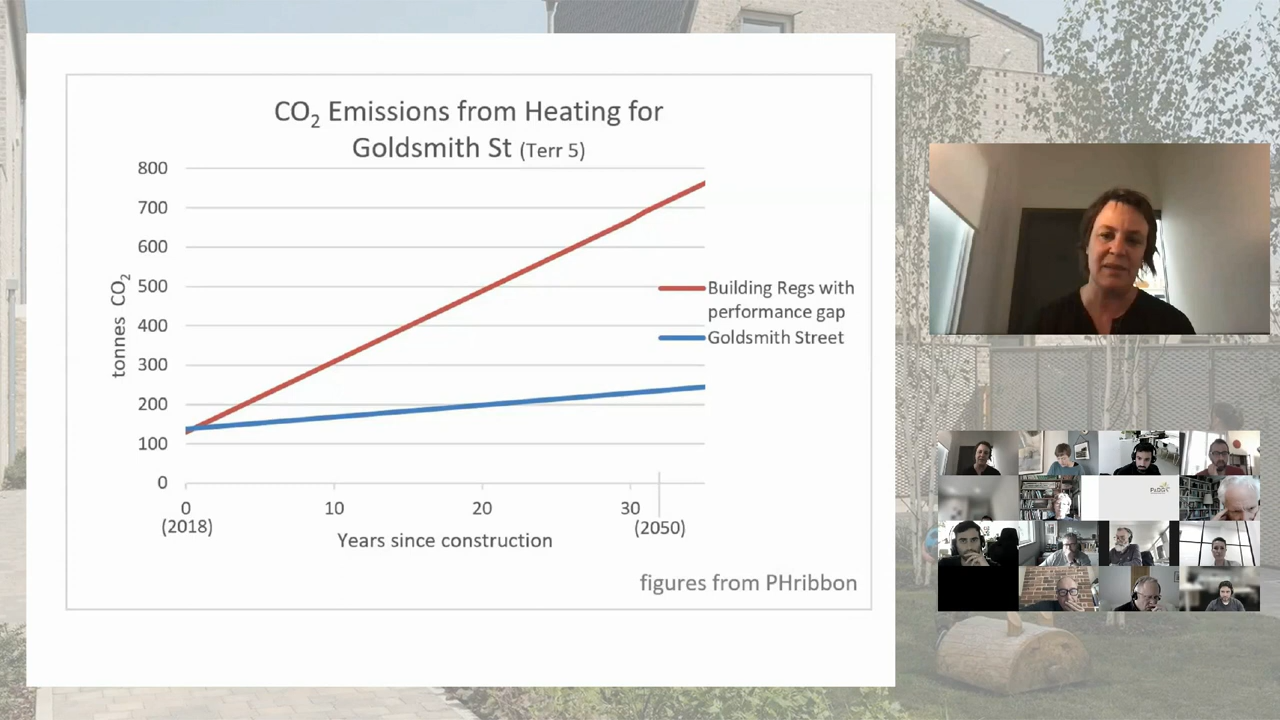 CO2 Emissions from Heating for
Goldsmith St (Terr 5)
800
700
600
500
400
300
200
100
0
tonnes CO2
Building Regs with
performance gap
Goldsmith Street
0
10
20
30
(2018)
(2050)
Years since construction
figures from PHribbon